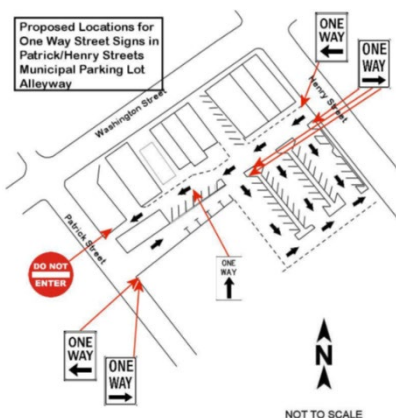 Proposed Locations for
One Way Street Signs in
Patrick/Henry Streets
Municipal Parking Lot
Alleyway
ONE
WAY
ONE
WAY
Washington Street
Henry Street
Patrick Street
DO NOT
ENTER
ONE
WAY
ONE
WAY
ONE
WAY
N
NOT TO SCALE